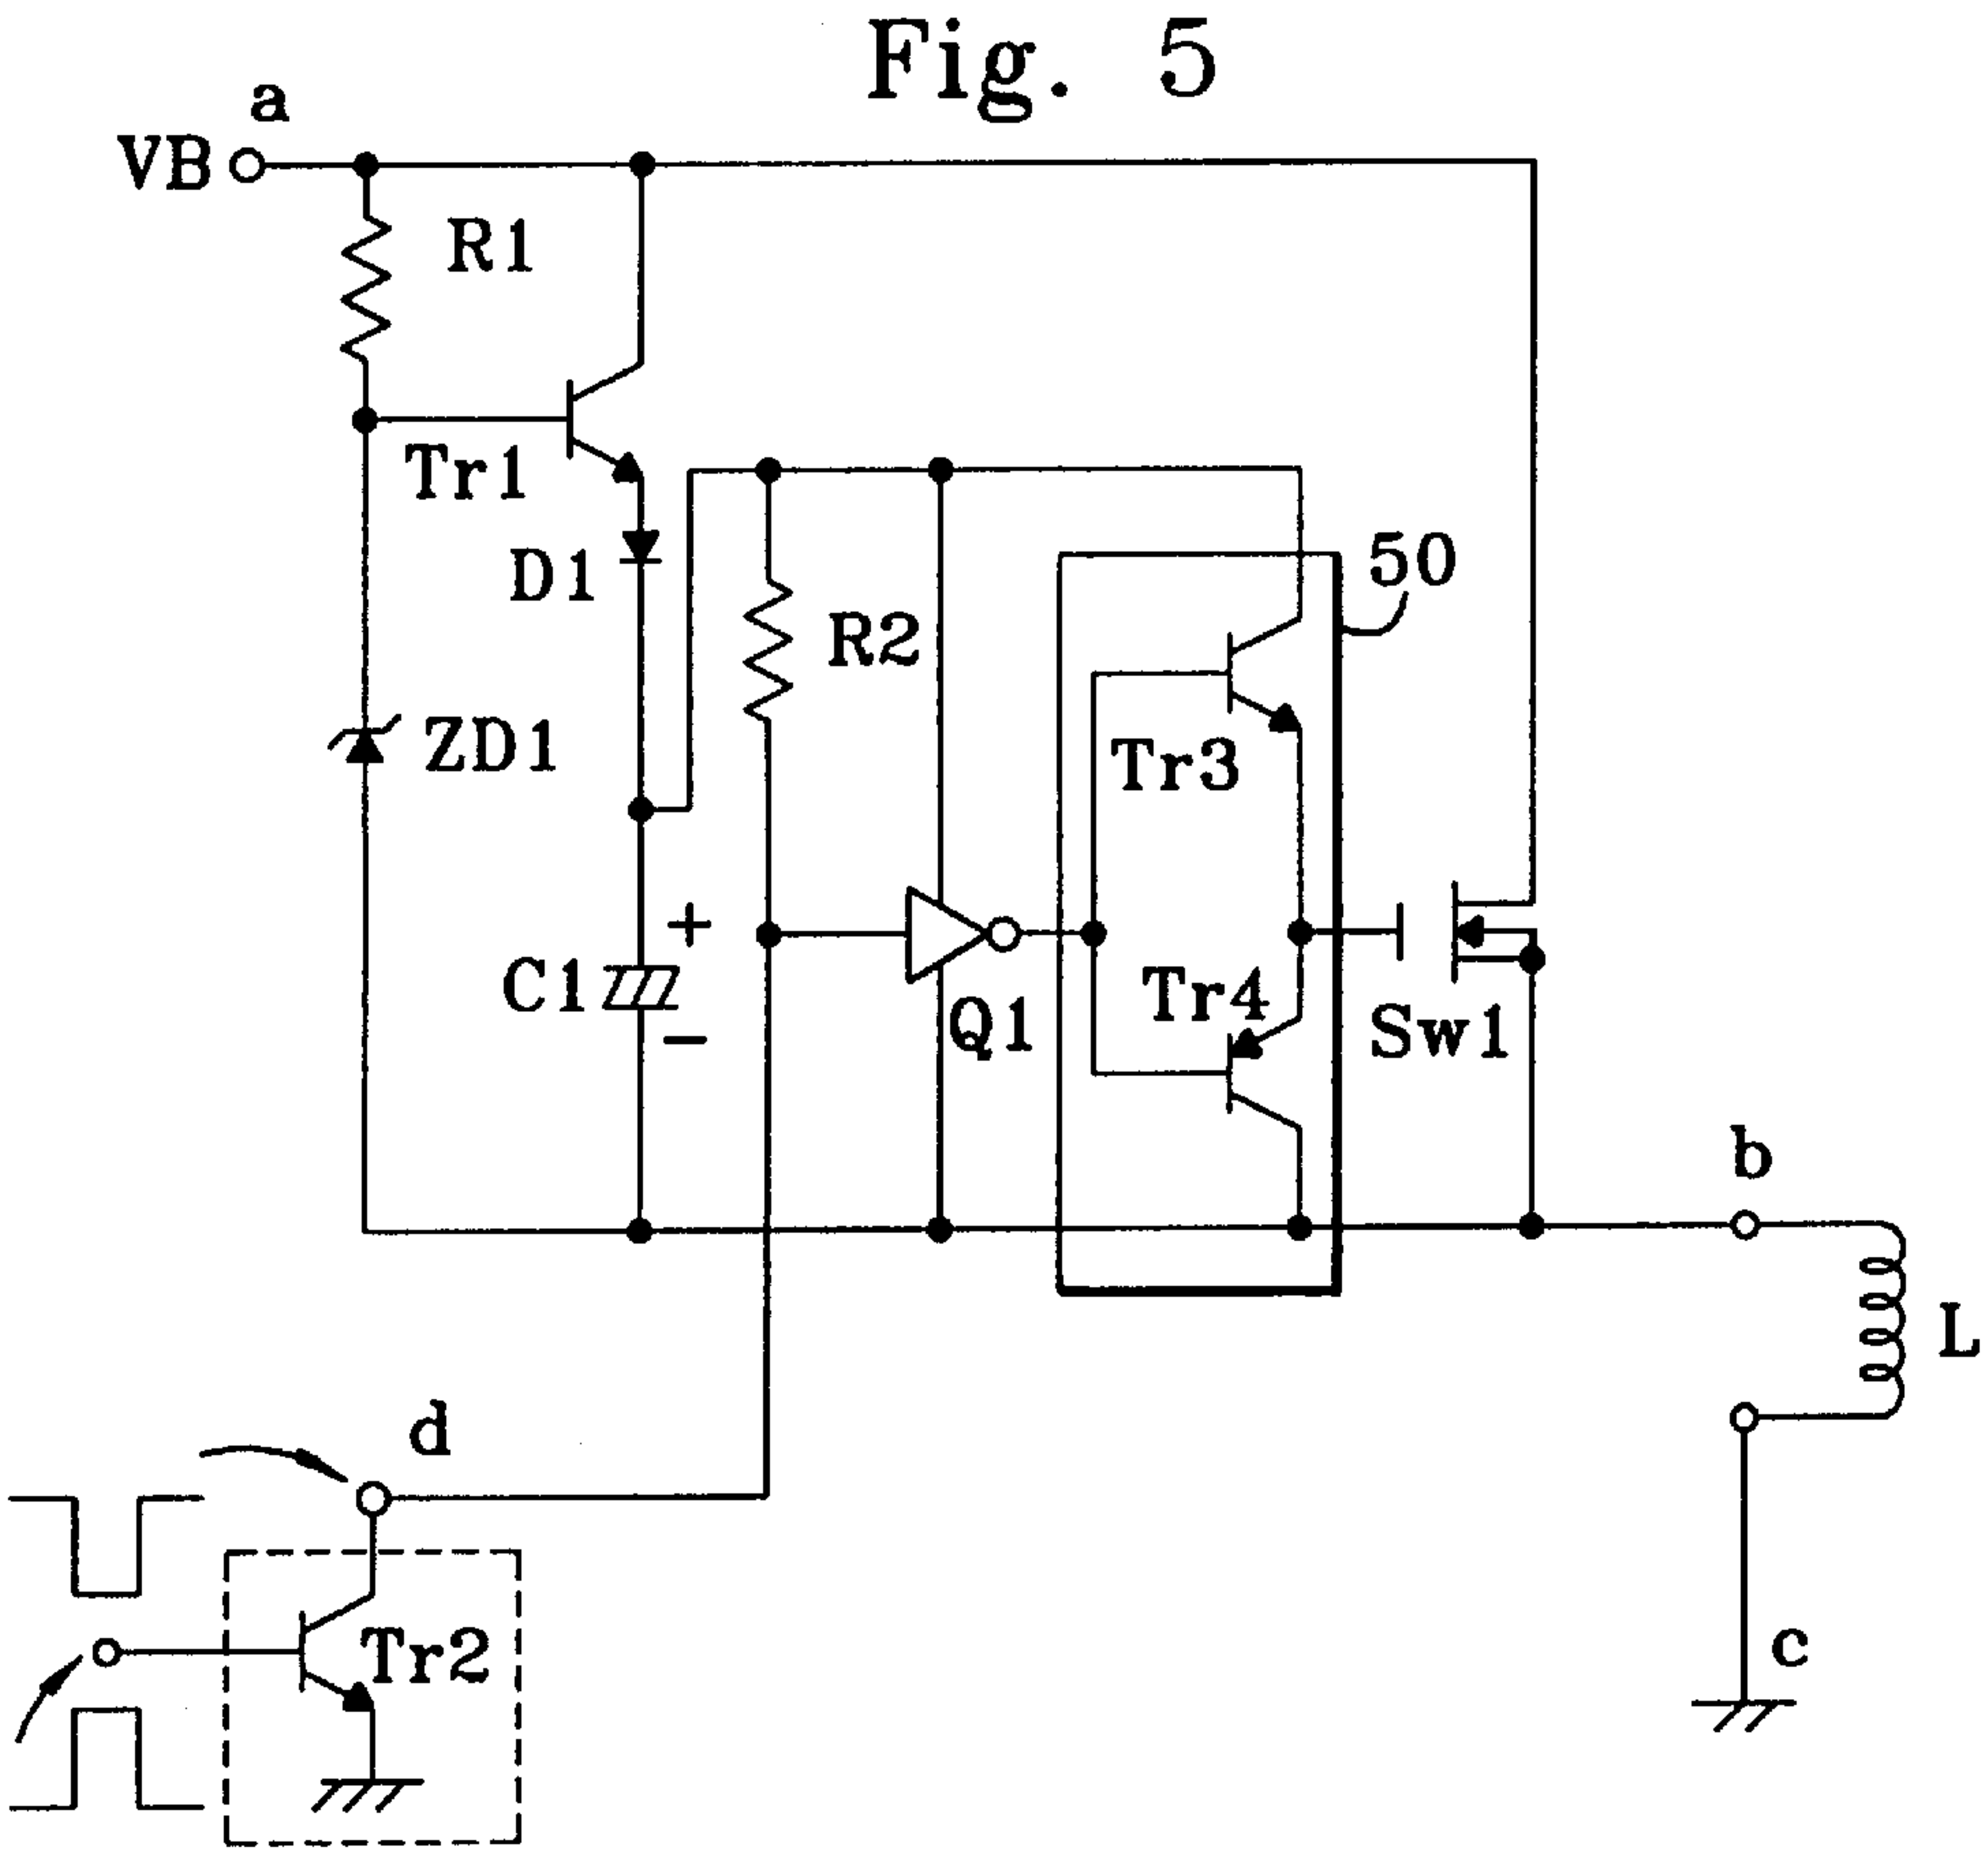 Fig. 5
a
VB
R1
Tr1
D1
50
R2
ZD1
Tr3
+
C1
Tr4
−
Q1
Sw1
b
L
d
Tr2
c